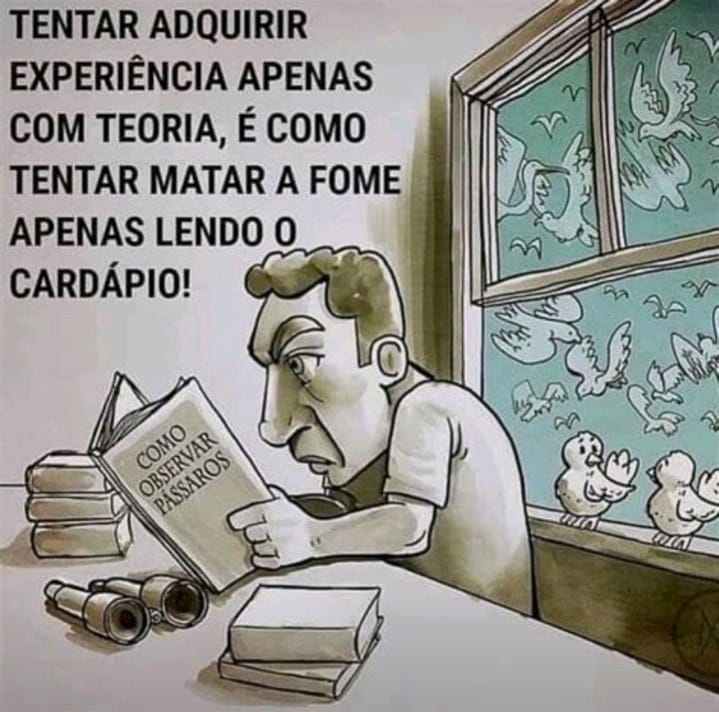 TENTAR ADQUIRIR
EXPERIÊNCIA APENAS
COM TEORIA, É COMO
TENTAR MATAR A FOME
APENAS LENDO O
CARDÁPIO!
COMO
OBSERVAR
PÁSSAROS